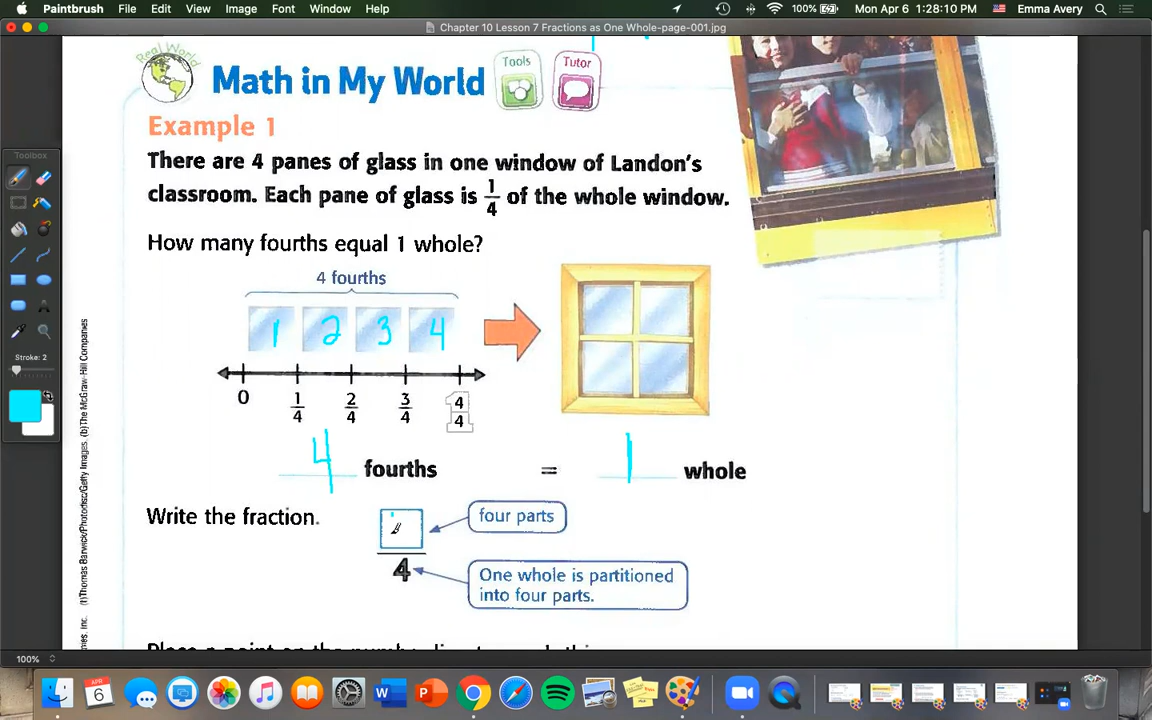 Paintbrush File Edit View Image Font Window Help 100% Mon Apr 6 1:28:10 PM Emma Avery
Chapter 10 Lesson 7 Fractions as One Whole-page-001.jpg
Toolbox
Stroke: 2
Real World
Math in My World
Tools
Tutor
Example 1
There are 4 panes of glass in one window of Landon's
classroom. Each pane of glass is 1/4 of the whole window.
How many fourths equal 1 whole?
4 fourths
1 2 3 4
0 1/4 2/4 3/4 4/4
4 fourths = 1 whole
Write the fraction.
four parts
4
One whole is partitioned
into four parts.
(t)Thomas Barwick/Photodisc/Getty Images, (b)The McGraw-Hill Companies
100%
APR
6